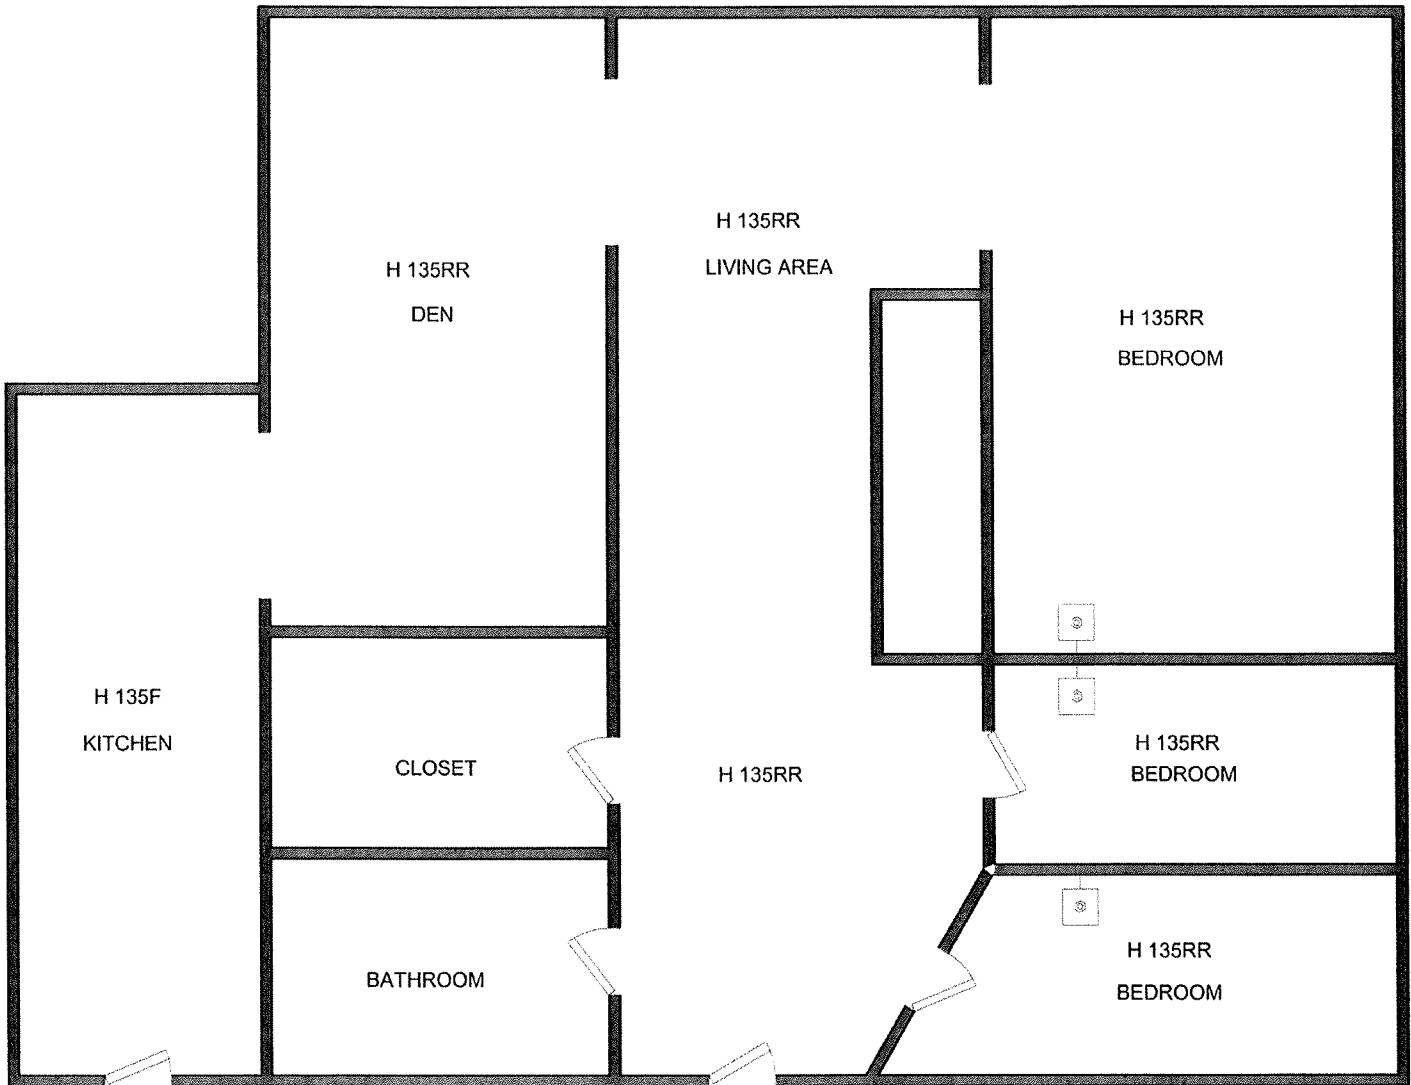 H 135RR
LIVING AREA
H 135RR
DEN
H 135RR
BEDROOM
H 135F
KITCHEN
CLOSET
H 135RR
H 135RR
BEDROOM
BATHROOM
H 135RR
BEDROOM